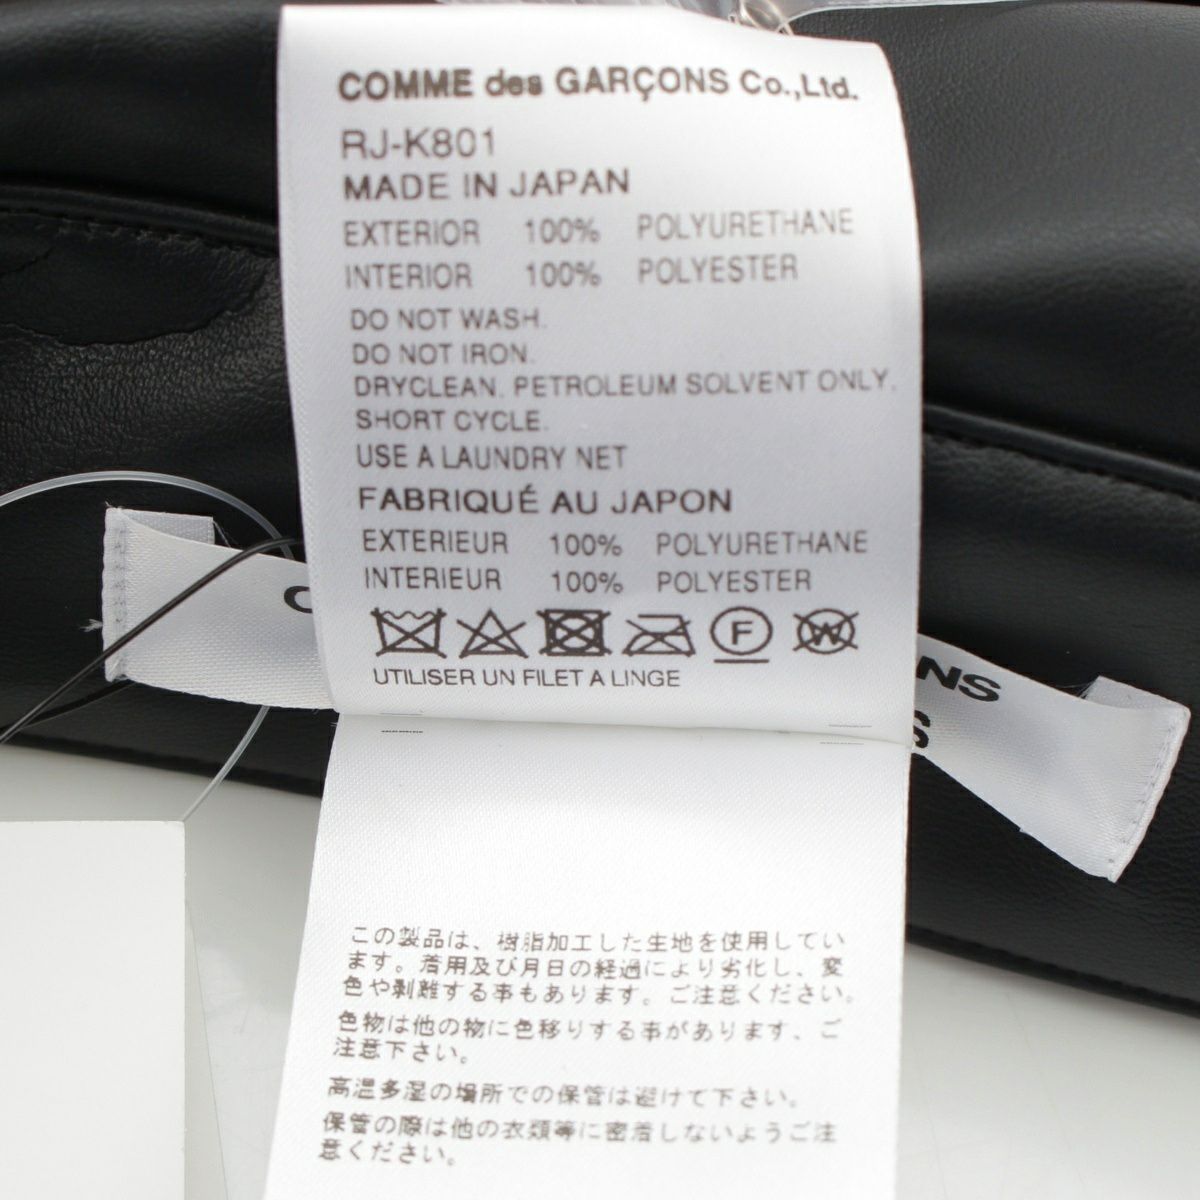 COMME des GARÇONS Co.,Ltd.
RJ-K801
MADE IN JAPAN
EXTERIOR 100% POLYURETHANE
INTERIOR 100% POLYESTER
DO NOT WASH.
DO NOT IRON.
DRYCLEAN. PETROLEUM SOLVENT ONLY.
SHORT CYCLE.
USE A LAUNDRY NET
FABRIQUÉ AU JAPON
EXTERIEUR 100% POLYURETHANE
INTERIEUR 100% POLYESTER
F W
UTILISER UN FILET A LINGE
C
ONS
S
この製品は、樹脂加工した生地を使用してい
ます。着用及び月日の経過により劣化し、変
色や剥離する事もあります。ご注意ください。
色物は他の物に色移りする事があります、ご
注意下さい。
高温多湿の場所での保管は避けて下さい。
保管の際は他の衣類等に密着しないようご注
意ください。